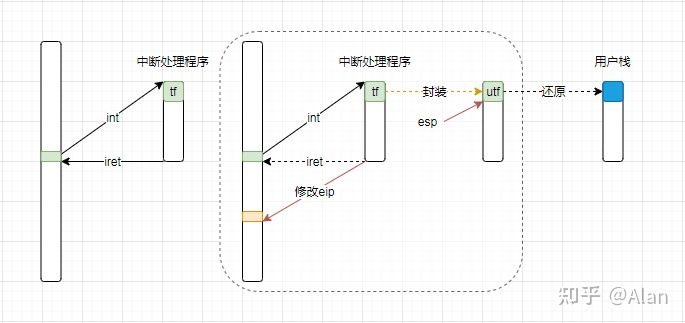 中断处理程序
中断处理程序
用户栈
tf
tf
封装
utf
还原
int
int
esp
iret
iret
修改eip
知乎 @Alan